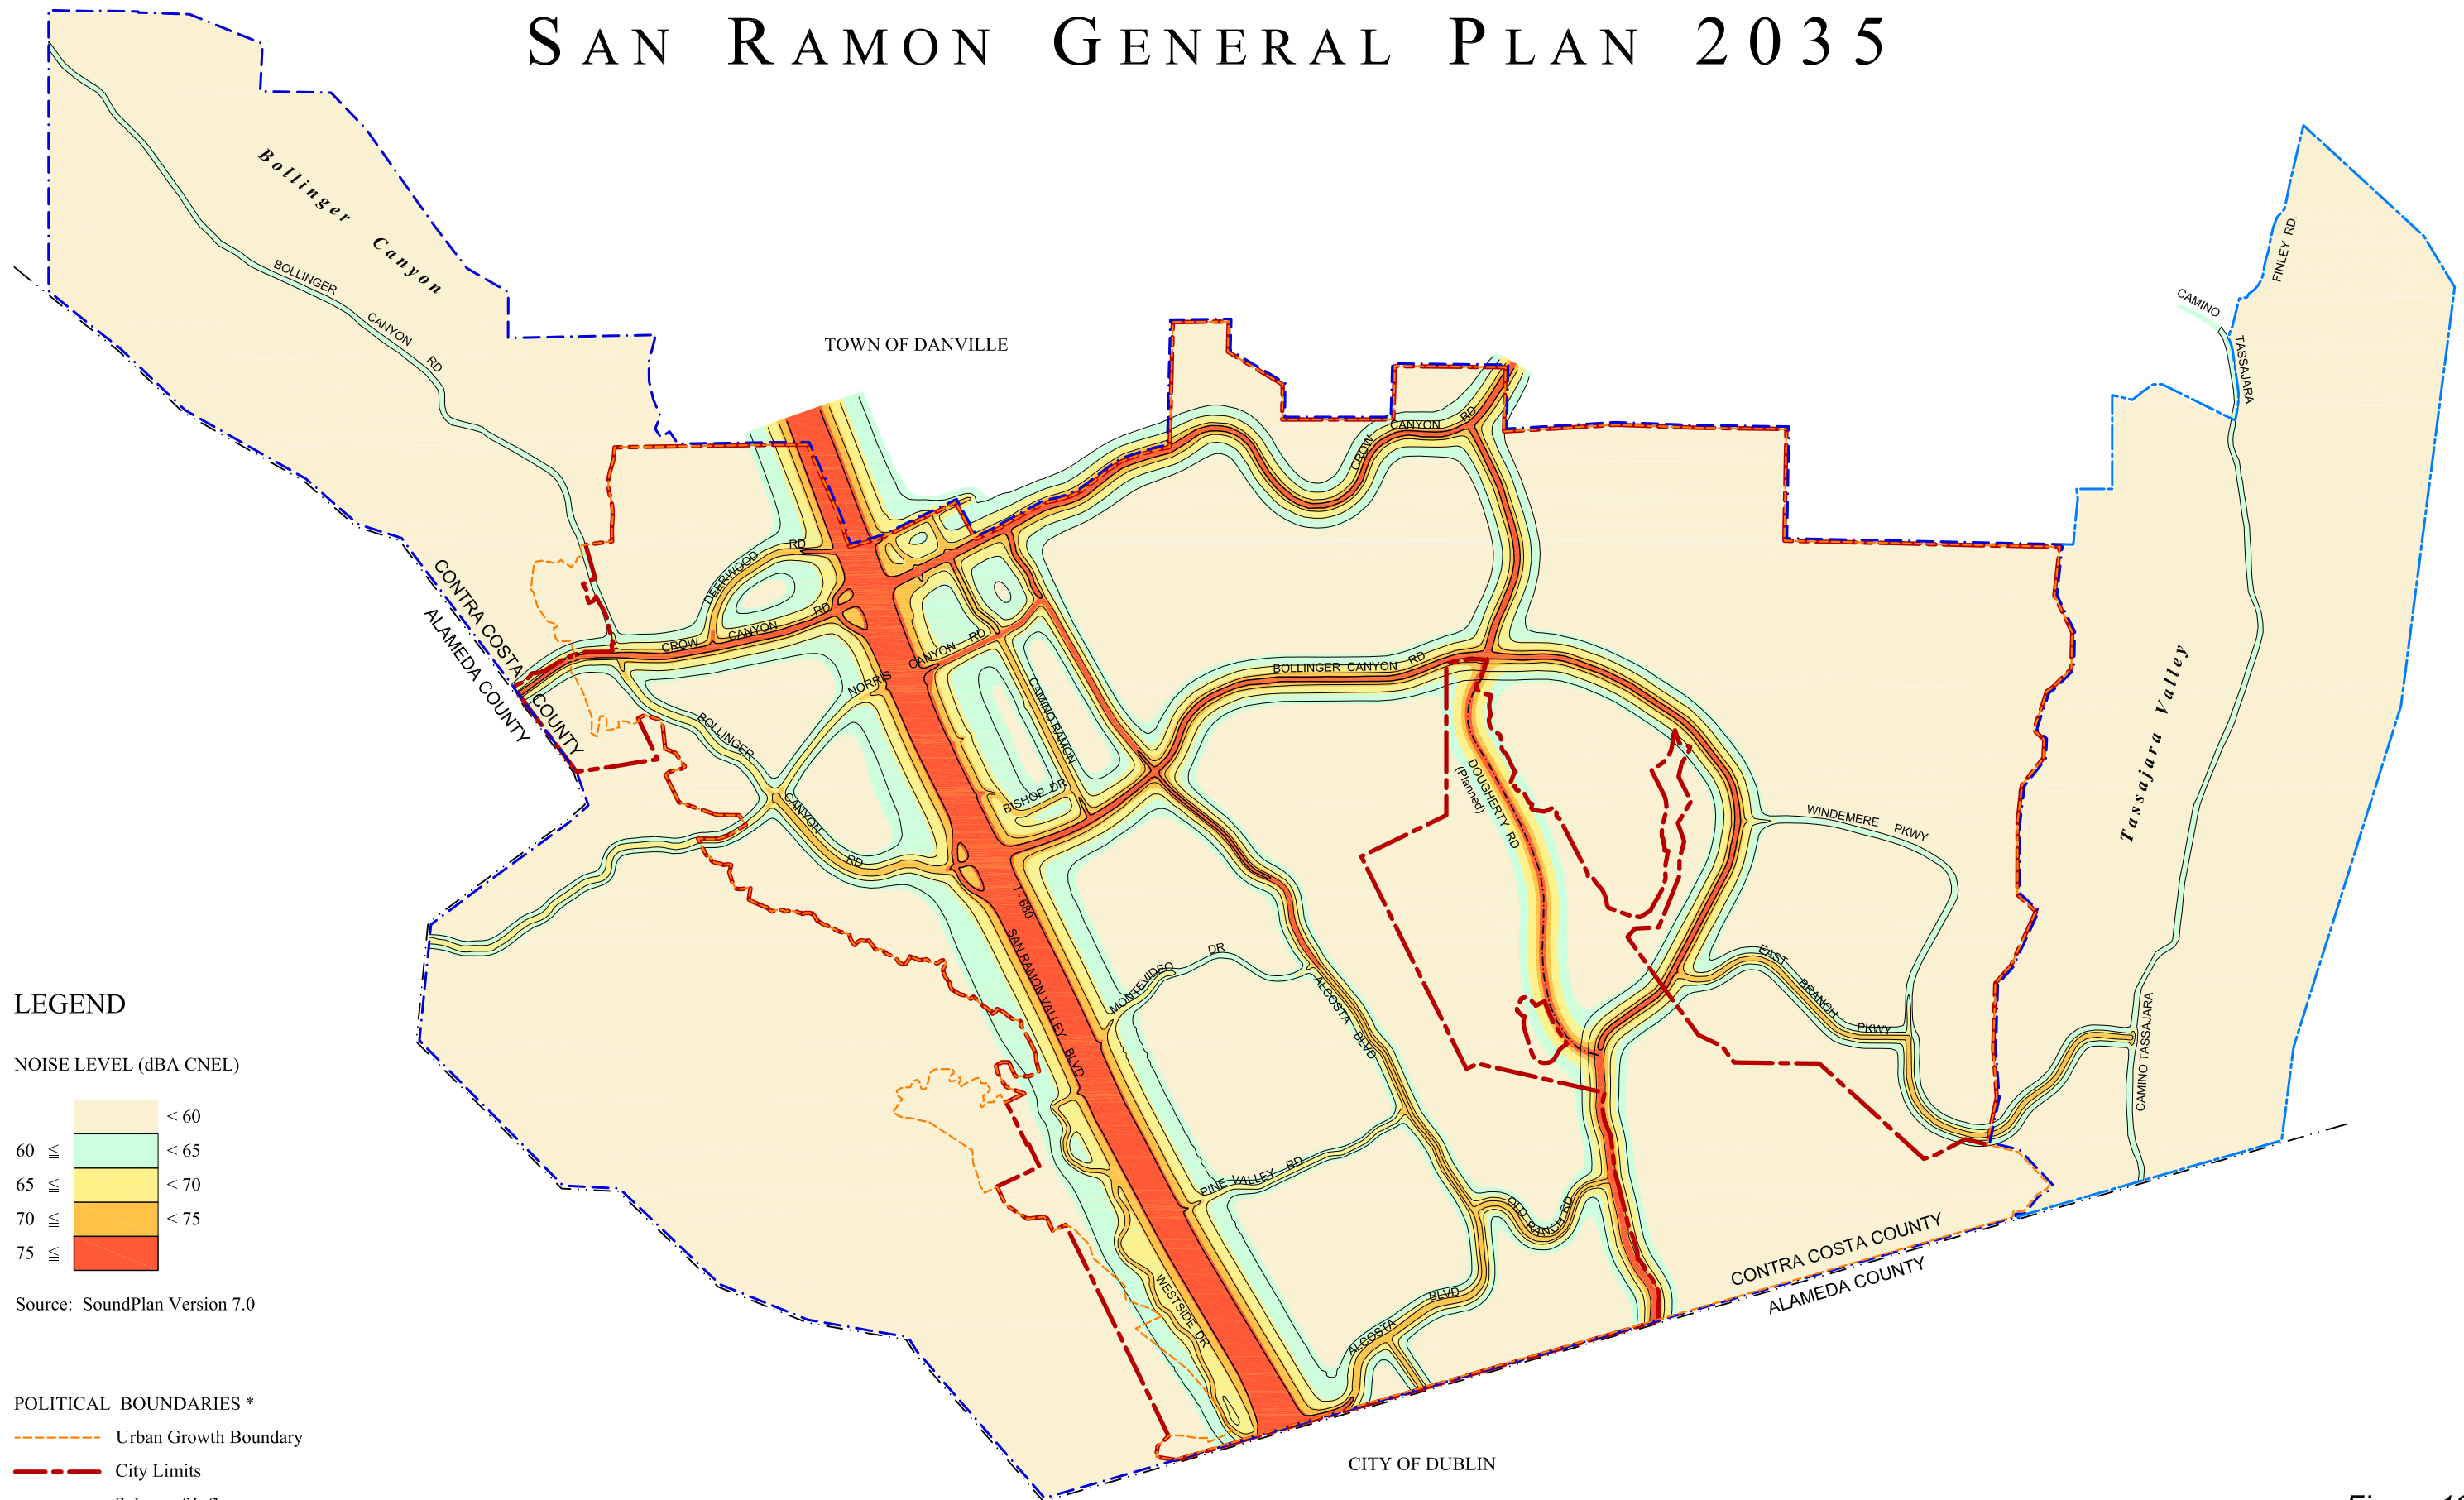 SAN RAMON GENERAL PLAN 2035
Bollinger Canyon
BOLLINGER CANYON RD
TOWN OF DANVILLE
FINLEY RD.
CAMINO
TASSAJARA
CROW CANYON RD
DEERWOOD RD
CROW CANYON RD
CONTRA COSTA COUNTY
ALAMEDA COUNTY
NORRIS CANYON RD
BOLLINGER CANYON RD
CAMINO RAMON
BISHOP DR
BOLLINGER CANYON RD
DOUGHERTY RD
(Planned)
WINDEMERE PKWY
Tassajara Valley
I - 680
SAN RAMON VALLEY BLVD
MONTEVIDEO DR
ALCOSTA BLVD
EAST BRANCH PKWY
CAMINO TASSAJARA
PINE VALLEY RD
OLD RANCH RD
WESTSIDE DR
ALCOSTA BLVD
CONTRA COSTA COUNTY
ALAMEDA COUNTY
CITY OF DUBLIN
LEGEND
NOISE LEVEL (dBA CNEL)
< 60
60 ≦ < 65
65 ≦ < 70
70 ≦ < 75
75 ≦
Source: SoundPlan Version 7.0
POLITICAL BOUNDARIES *
Urban Growth Boundary
City Limits